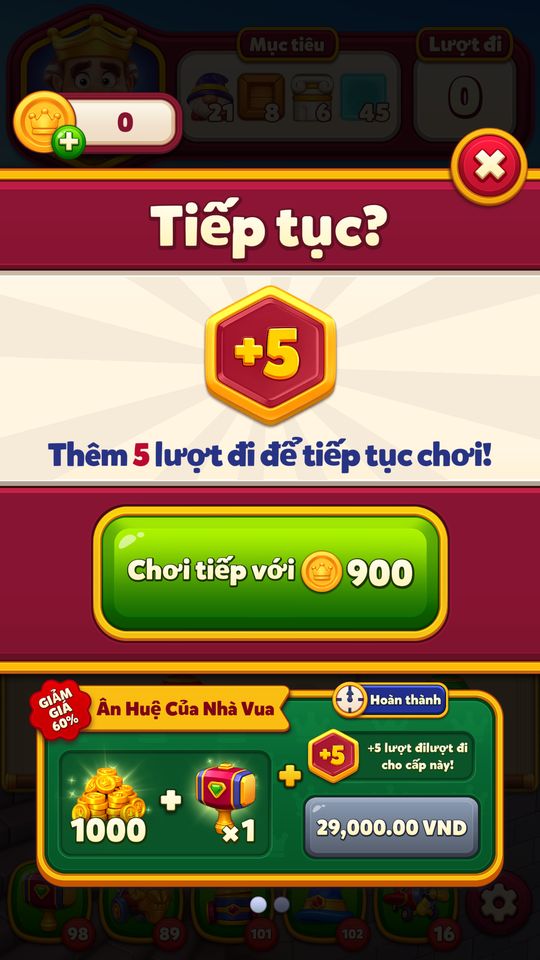 Mục tiêu
Lượt đi
0
21
8
6
45
0
Tiếp tục?
+5
Thêm 5 lượt đi để tiếp tục chơi!
Chơi tiếp với 900
GIẢM
GIÁ
60%
Ân Huệ Của Nhà Vua
Hoàn thành
1000
+
×1
+
+5
+5 lượt đilượt đi
cho cấp này!
29,000.00 VND
98
89
101
102
16